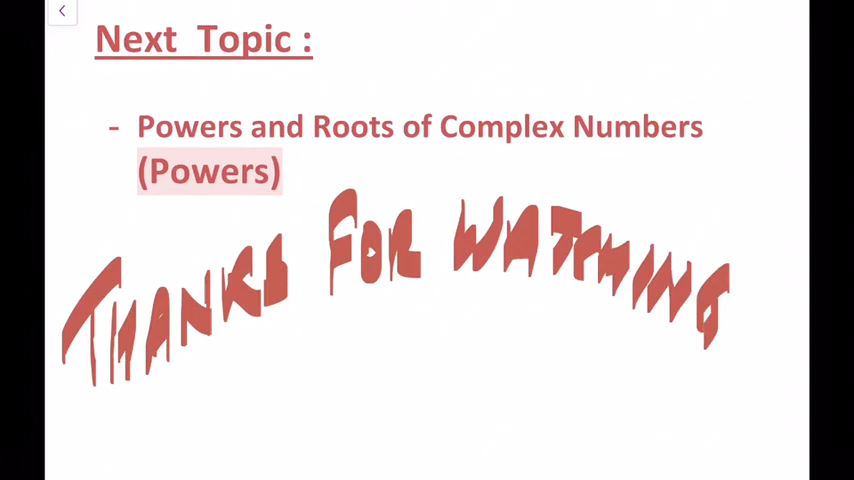 Next Topic :
- Powers and Roots of Complex Numbers
(Powers)
THANKS FOR WATCHING